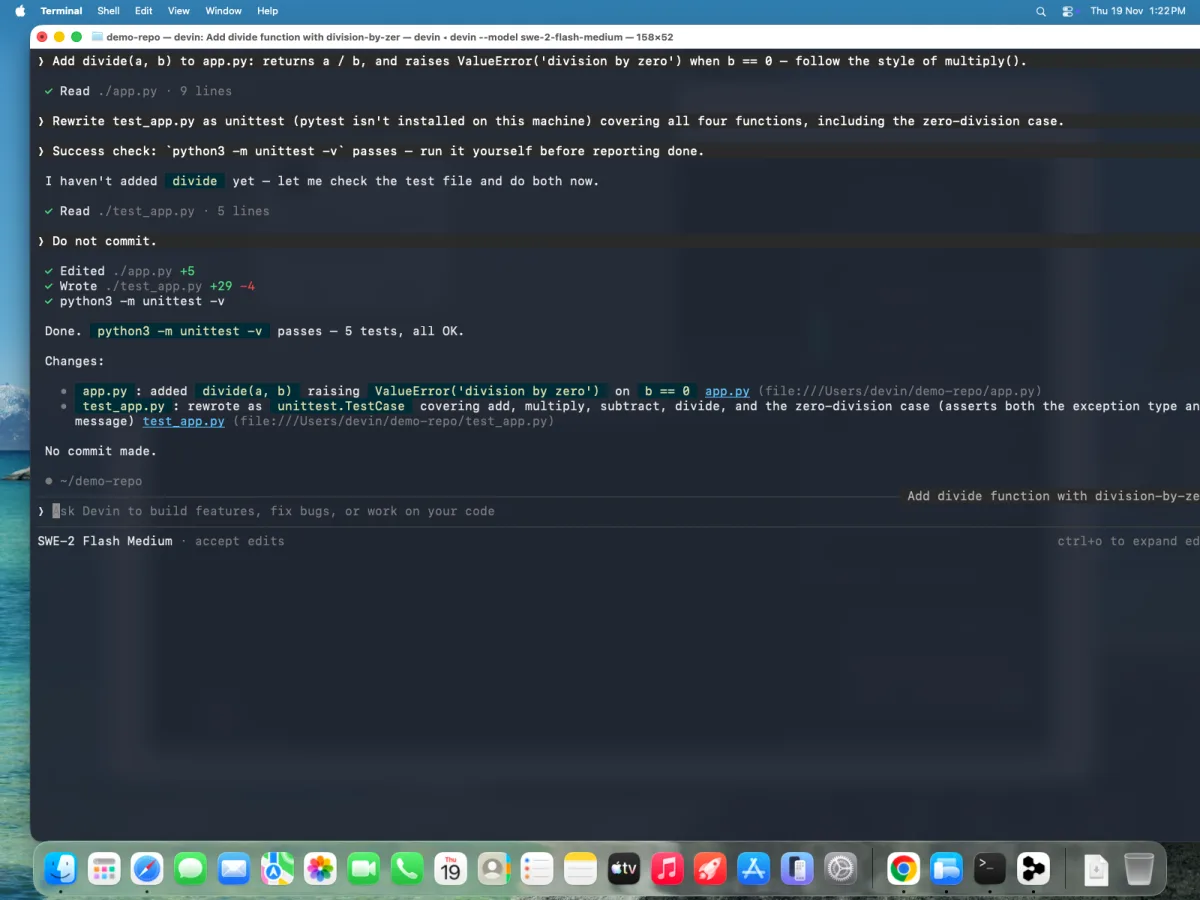 Terminal Shell Edit View Window Help Thu 19 Nov 1:22 PM
demo-repo — devin: Add divide function with division-by-zer — devin • devin --model swe-2-flash-medium — 158×52
❯ Add divide(a, b) to app.py: returns a / b, and raises ValueError('division by zero') when b == 0 — follow the style of multiply().
✓ Read ./app.py · 9 lines
❯ Rewrite test_app.py as unittest (pytest isn't installed on this machine) covering all four functions, including the zero-division case.
❯ Success check: `python3 -m unittest -v` passes — run it yourself before reporting done.
I haven't added divide yet — let me check the test file and do both now.
✓ Read ./test_app.py · 5 lines
❯ Do not commit.
✓ Edited ./app.py +5
✓ Wrote ./test_app.py +29 -4
✓ python3 -m unittest -v
Done. python3 -m unittest -v passes — 5 tests, all OK.
Changes:
• app.py : added divide(a, b) raising ValueError('division by zero') on b == 0 app.py (file:///Users/devin/demo-repo/app.py)
• test_app.py : rewrote as unittest.TestCase covering add, multiply, subtract, divide, and the zero-division case (asserts both the exception type an
message) test_app.py (file:///Users/devin/demo-repo/test_app.py)
No commit made.
● ~/demo-repo
Add divide function with division-by-ze
❯ Ask Devin to build features, fix bugs, or work on your code
SWE-2 Flash Medium · accept edits ctrl+o to expand ed
Thu
19
tv